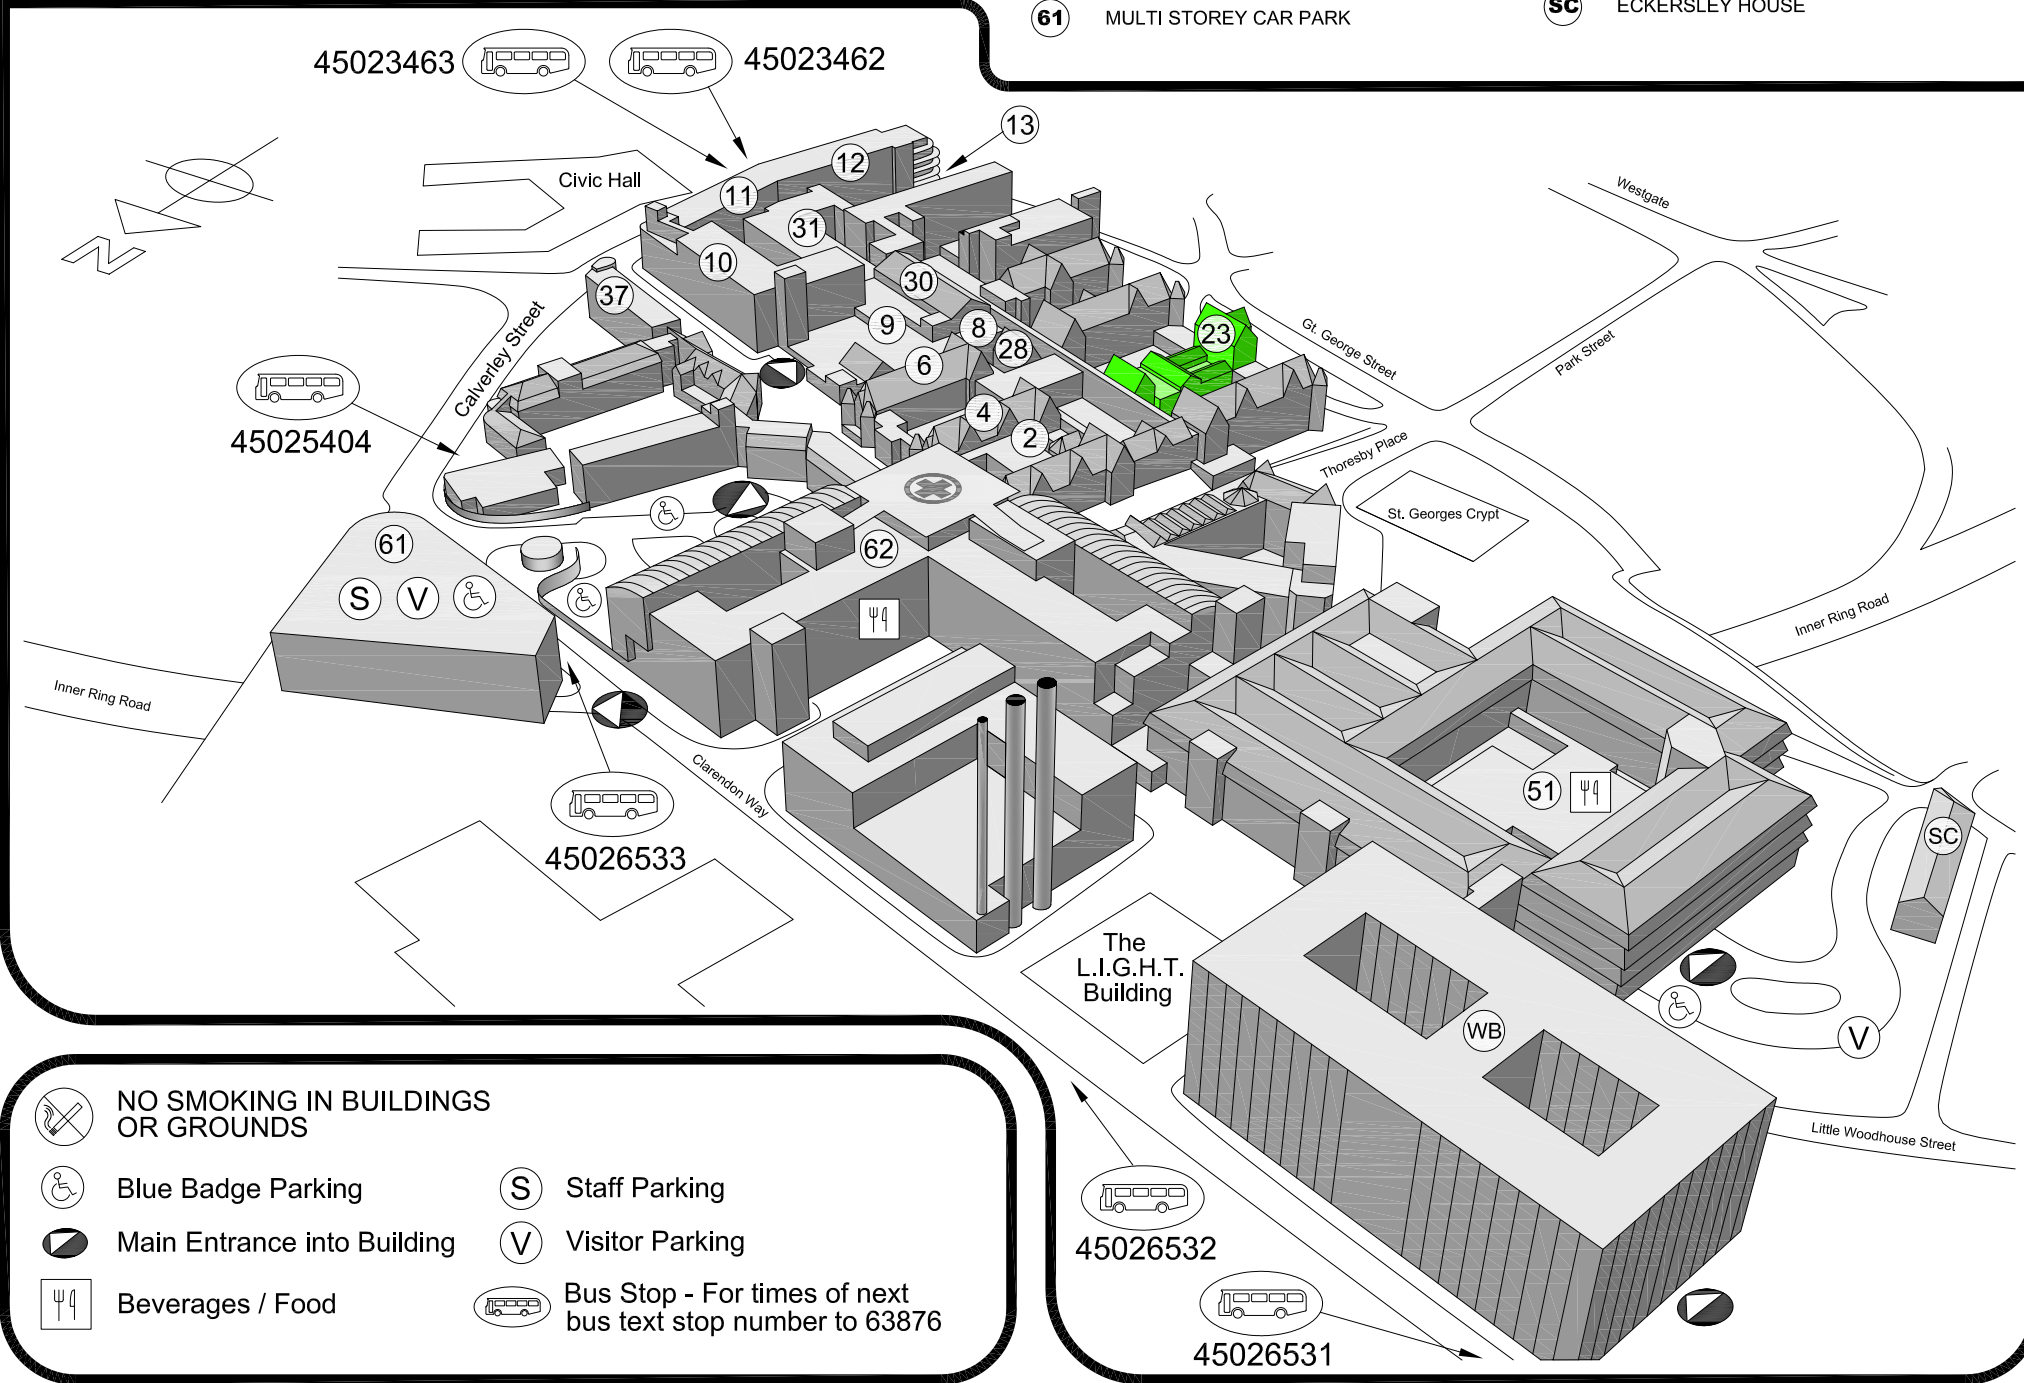 61 MULTI STOREY CAR PARK
SC ECKERSLEY HOUSE
45023463
45023462
13
12
Civic Hall
11
31
10
30
37
9
8
23
28
6
4
2
Westgate
Gt. George Street
Park Street
Calverley Street
45025404
Thoresby Place
St. Georges Crypt
61
S V
62
Inner Ring Road
Inner Ring Road
N
Clarendon Way
45026533
51
SC
The
L.I.G.H.T.
Building
WB
V
Little Woodhouse Street
45026532
45026531
NO SMOKING IN BUILDINGS
OR GROUNDS
Blue Badge Parking
S Staff Parking
Main Entrance into Building
V Visitor Parking
Beverages / Food
Bus Stop - For times of next
bus text stop number to 63876